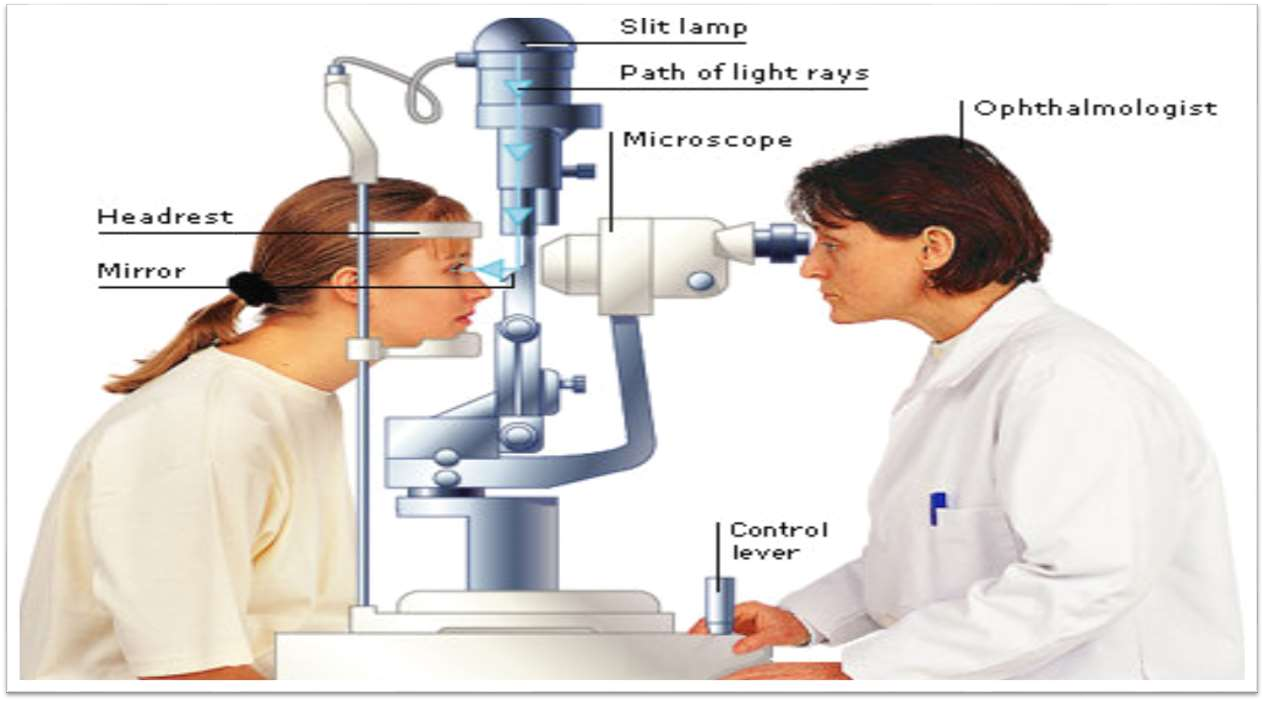 Slit lamp
Path of light rays
Ophthalmologist
Microscope
Headrest
Mirror
Control
lever